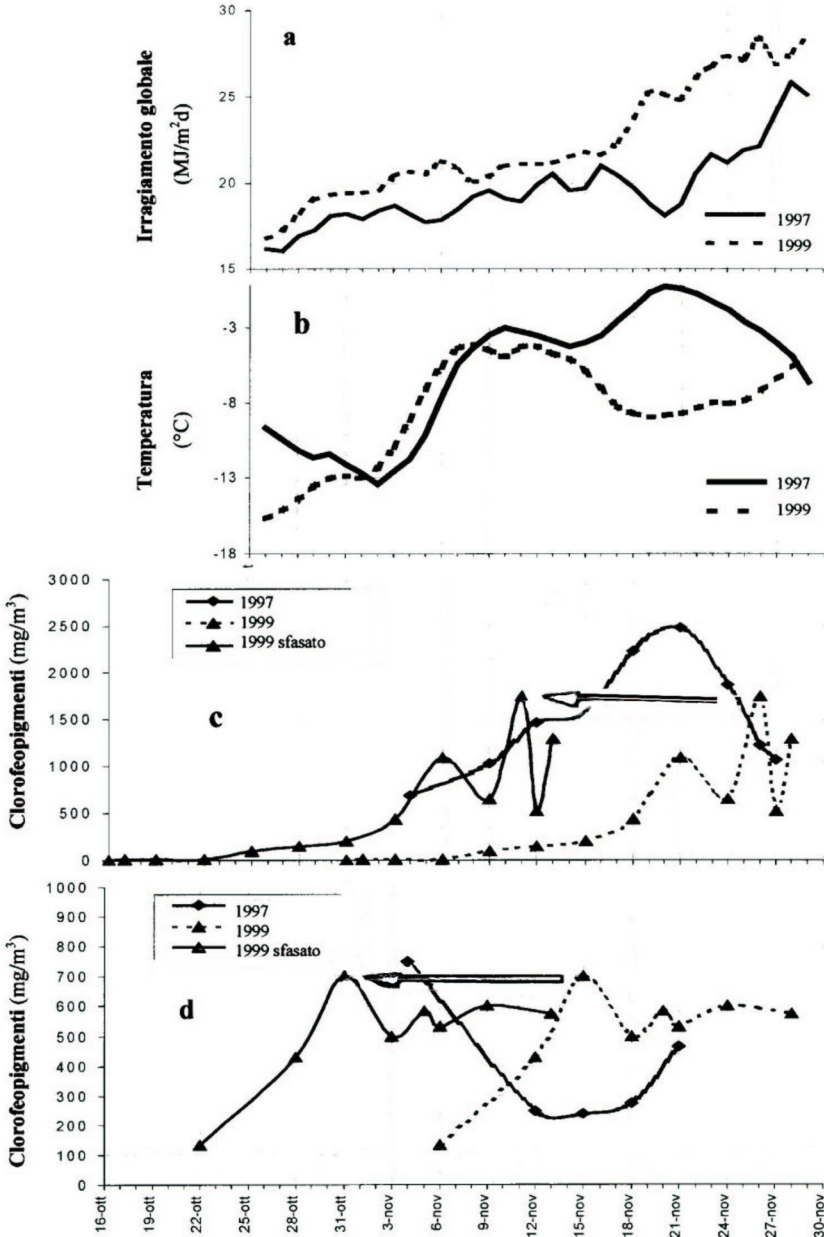 a
Irragiamento globale
(MJ/m²d)
30
25
20
15
1997
1999
b
Temperatura
(°C)
-3
-8
-13
-18
1997
1999
c
Clorofeopigmenti (mg/m³)
3000
2500
2000
1500
1000
500
0
1997
1999
1999 sfasato
d
Clorofeopigmenti (mg/m³)
1000
900
800
700
600
500
400
300
200
100
0
1997
1999
1999 sfasato
16-ott
19-ott
22-ott
25-ott
28-ott
31-ott
3-nov
6-nov
9-nov
12-nov
15-nov
18-nov
21-nov
24-nov
27-nov
30-nov